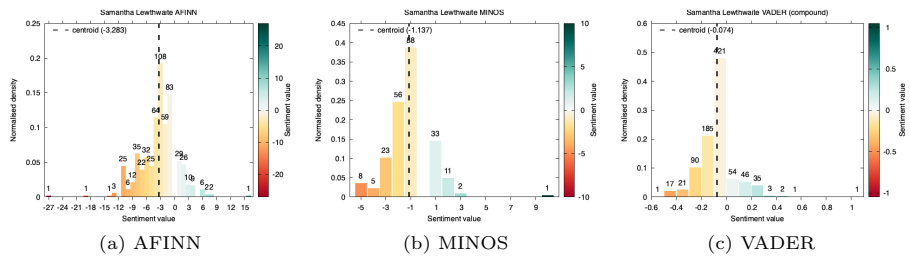 Samantha Lewthwaite AFINN
centroid (-3.283)
Normalised density
0.2
0.15
0.1
0.05
0
1 1 3 25 6 12 35 22 32 25 64 108 59 83 29 26 10 9 6 2 2 1
-27 -24 -21 -18 -15 -12 -9 -6 -3 0 3 6 9 12 15
Sentiment value
20
10
0
-10
-20
Sentiment value
(a) AFINN
Samantha Lewthwaite MINOS
centroid (-1.137)
Normalised density
0.45
0.4
0.35
0.3
0.25
0.2
0.15
0.1
0.05
0
8 5 23 56 88 33 11 2 1
-5 -3 -1 1 3 5 7 9
Sentiment value
10
5
0
-5
-10
Sentiment value
(b) MINOS
Samantha Lewthwaite VADER (compound)
centroid (-0.074)
Normalised density
0.6
0.5
0.4
0.3
0.2
0.1
0
1 17 21 90 185 421 54 46 35 3 2 1 1
-0.6 -0.4 -0.2 0 0.2 0.4 0.6 0.8 1
Sentiment value
1
0.5
0
-0.5
-1
Sentiment value
(c) VADER